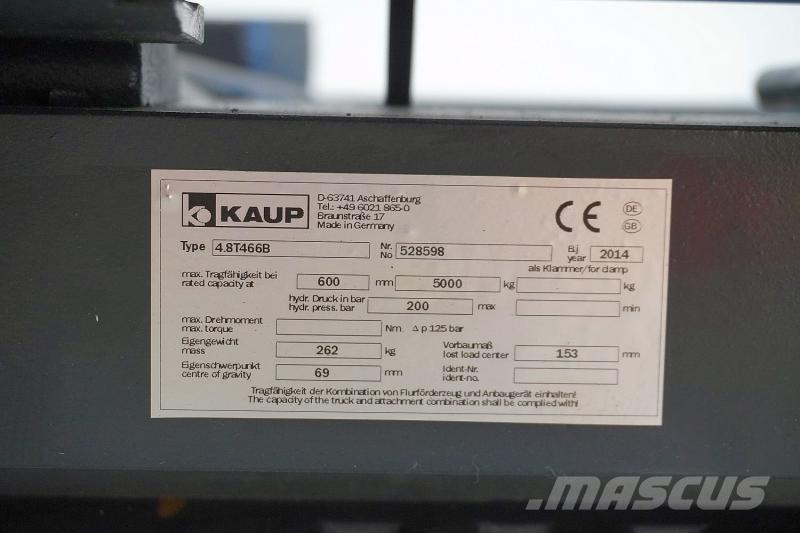 KAUP
D-63741 Aschaffenburg
Tel.: +49 6021 865-0
Braunstraße 17
Made in Germany
CE
DE
GB
Type 4.8T466B Nr. No 528598 Bj year 2014
als Klammer/for clamp
max. Tragfähigkeit bei
rated capacity at 600 mm 5000 kg kg
hydr. Druck in bar
hydr. press. bar 200 max min
max. Drehmoment
max. torque Nm Δ p 125 bar
Eigengewicht
mass 262 kg
Vorbaumaß
lost load center 153 mm
Eigenschwerpunkt
centre of gravity 69 mm
Ident-Nr.
ident-no.
Tragfähigkeit der Kombination von Flurförderzeug und Anbaugerät einhalten!
The capacity of the truck and attachment combination shall be complied with!
MASCUS